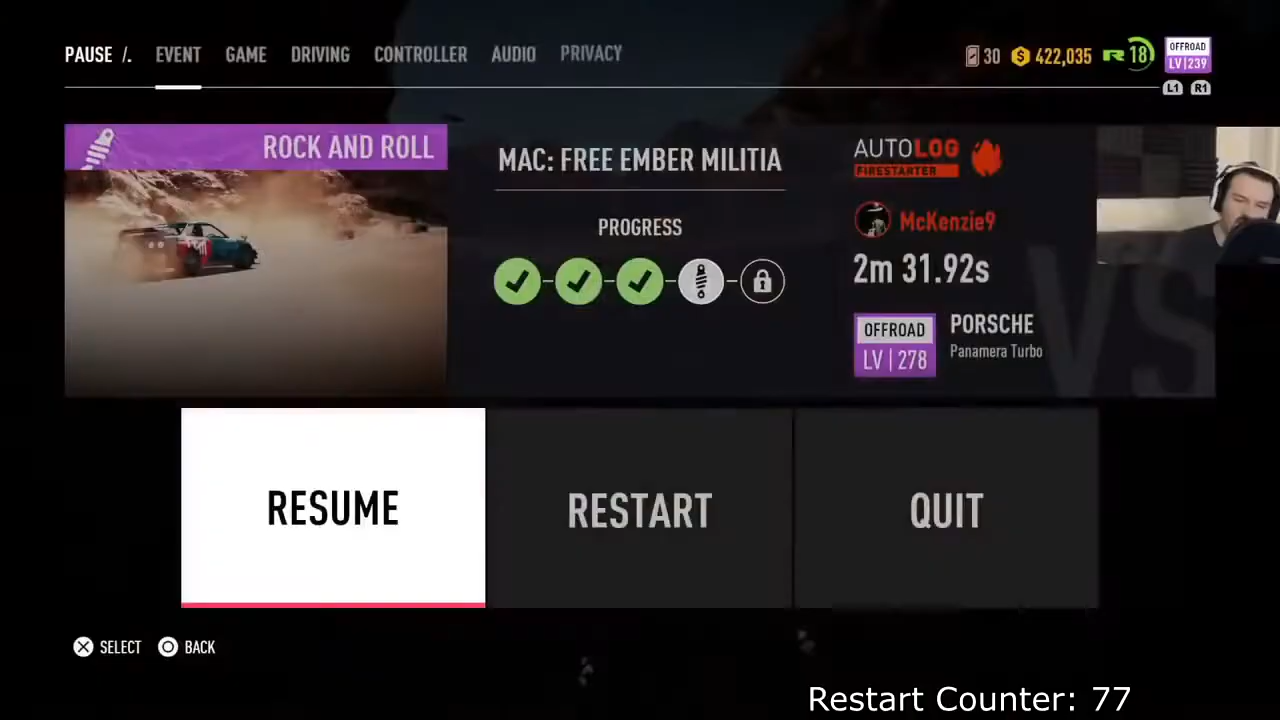 PAUSE /. EVENT GAME DRIVING CONTROLLER AUDIO PRIVACY
30 $ 422,035 R 18 OFFROAD
LV|239
L1 R1
ROCK AND ROLL
MAC: FREE EMBER MILITIA
PROGRESS
AUTOLOG
FIRESTARTER
McKenzie9
2m 31.92s
OFFROAD
LV | 278
PORSCHE
Panamera Turbo
VS
RESUME RESTART QUIT
SELECT BACK
Restart Counter: 77